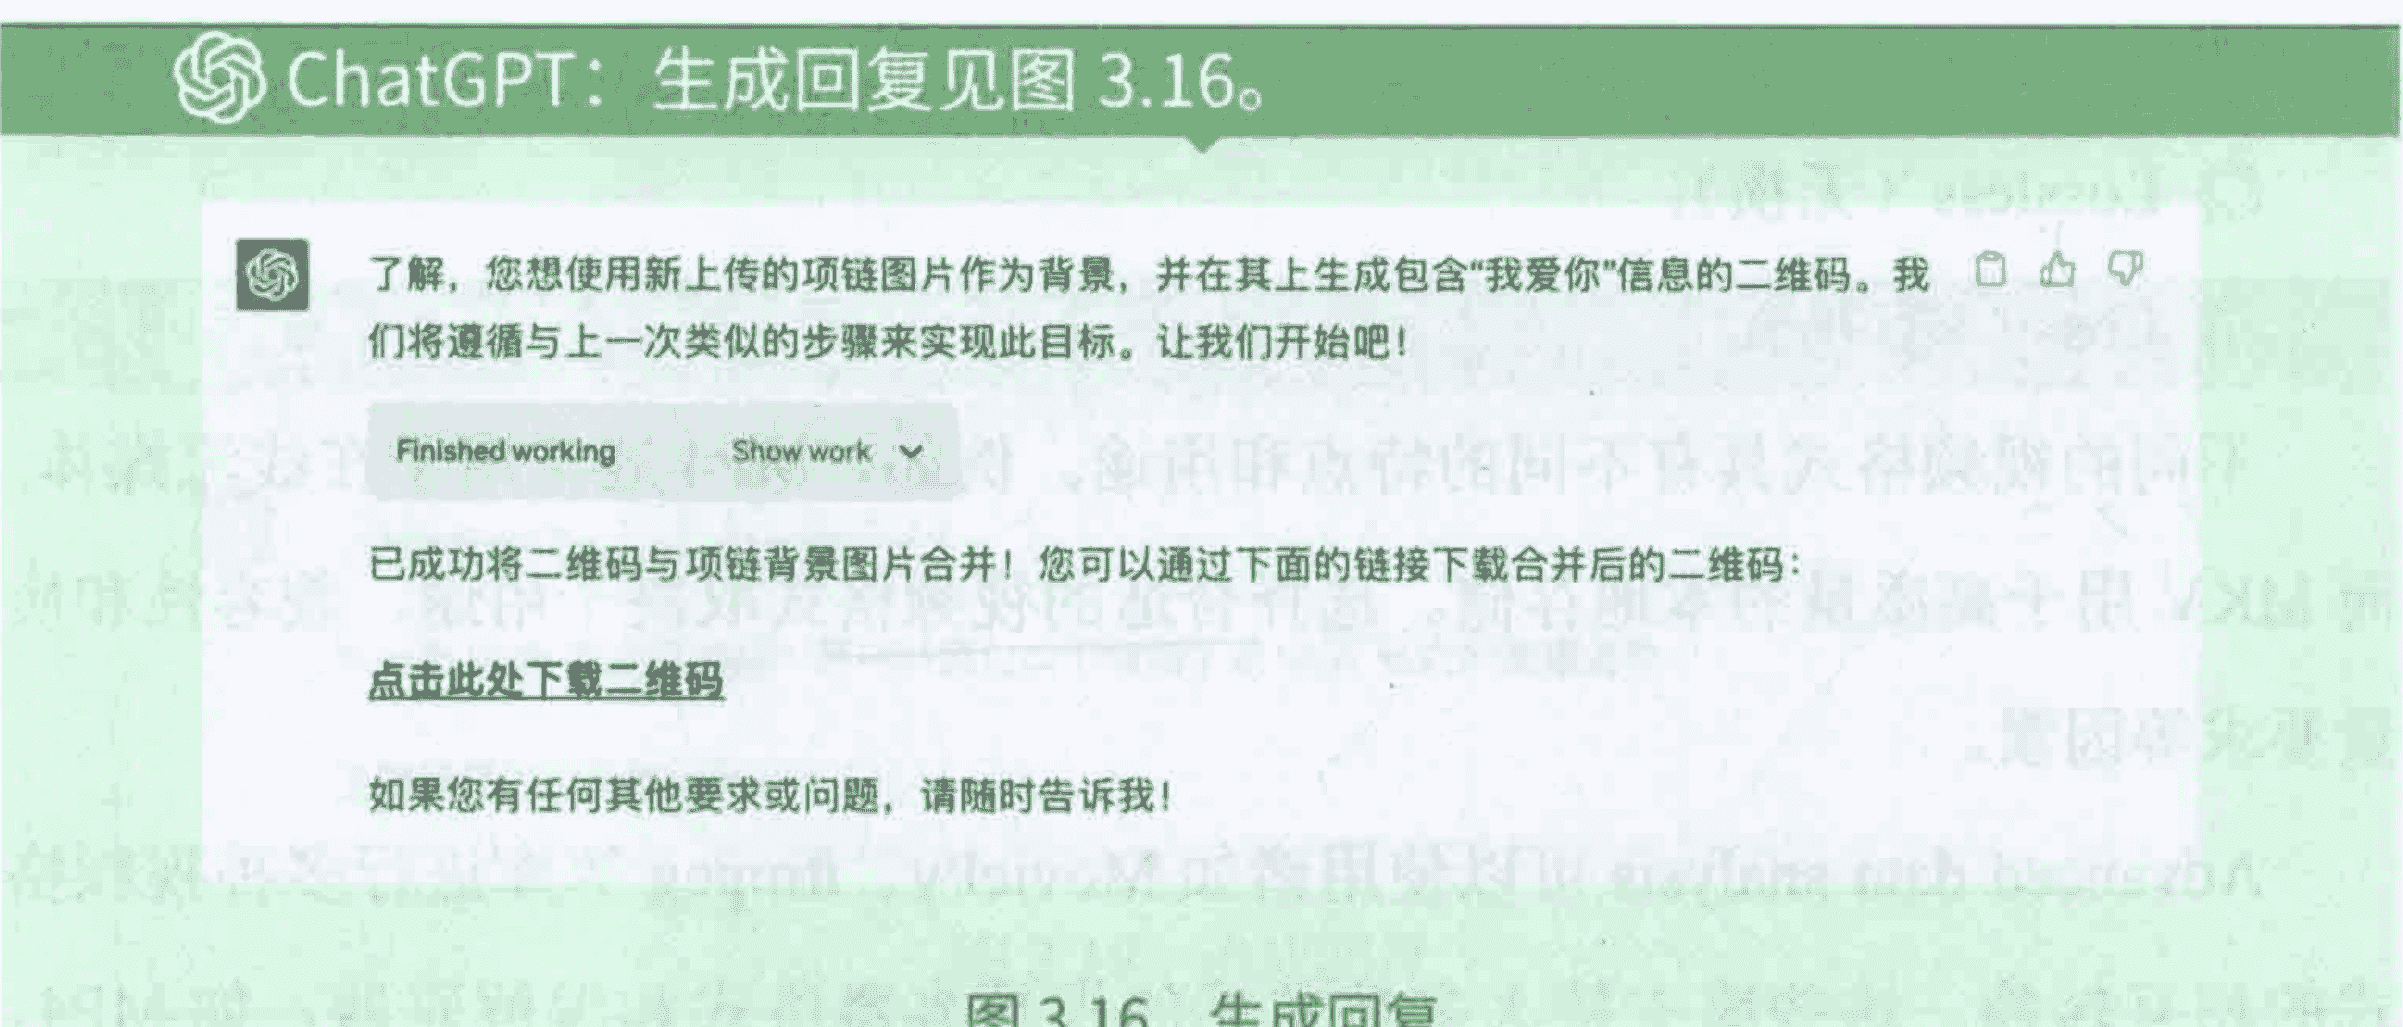 ChatGPT：生成回复见图 3.16。
了解，您想使用新上传的项链图片作为背景，并在其上生成包含“我爱你”信息的二维码。我
们将遵循与上一次类似的步骤来实现此目标。让我们开始吧！
Finished working Show work
已成功将二维码与项链背景图片合并！您可以通过下面的链接下载合并后的二维码：
点击此处下载二维码
如果您有任何其他要求或问题，请随时告诉我！
图 3.16 生成回复